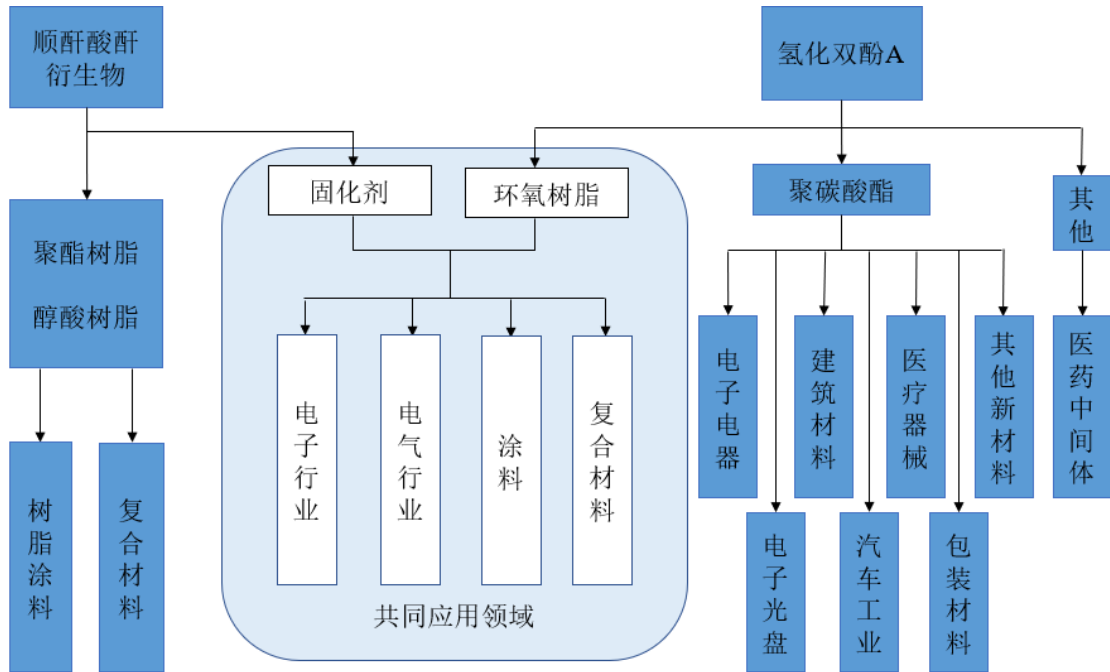 顺酐酸酐
衍生物
氢化双酚A
固化剂
环氧树脂
聚碳酸酯
其他
聚酯树脂
醇酸树脂
电子行业
电气行业
涂料
复合材料
电子电器
建筑材料
医疗器械
其他新材料
医药中间体
树脂涂料
复合材料
电子光盘
汽车工业
包装材料
共同应用领域